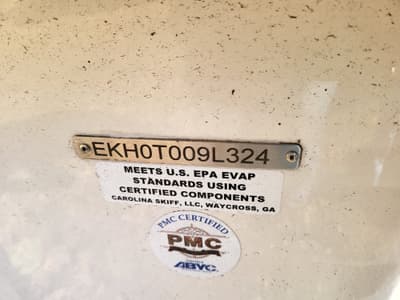 EKH0T009L324
MEETS U.S. EPA EVAP
STANDARDS USING
CERTIFIED COMPONENTS
CAROLINA SKIFF, LLC, WAYCROSS, GA
PMC CERTIFIED
PMC
ABYC